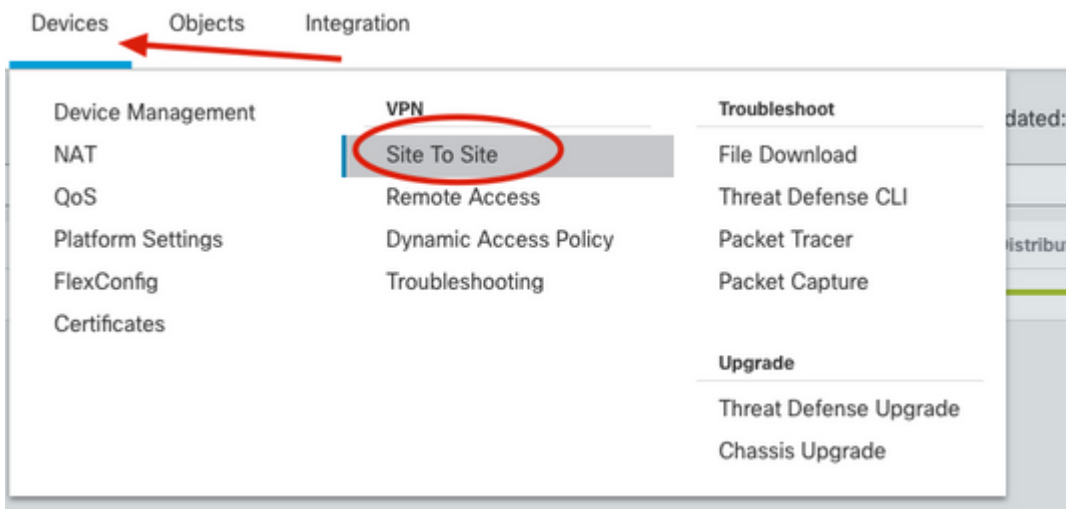 Devices Objects Integration
Device Management
NAT
QoS
Platform Settings
FlexConfig
Certificates
VPN
Site To Site
Remote Access
Dynamic Access Policy
Troubleshooting
Troubleshoot
File Download
Threat Defense CLI
Packet Tracer
Packet Capture
Upgrade
Threat Defense Upgrade
Chassis Upgrade
dated: